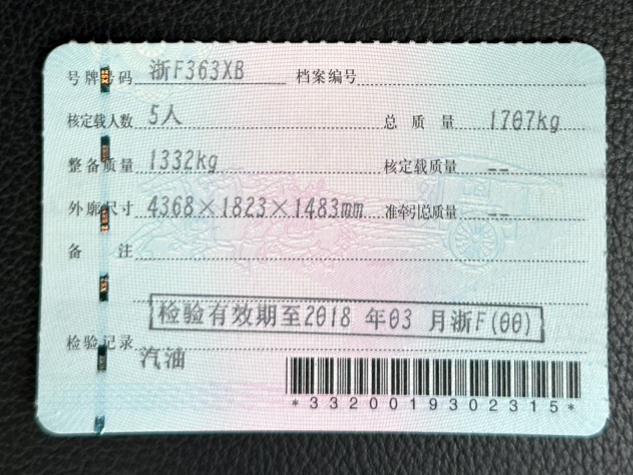 号牌号码 浙F363XB 档案编号
核定载人数 5人 总质量 1707kg
整备质量 1332kg 核定载质量 --
外廓尺寸 4368×1823×1483mm 准牵引总质量 --
备注
检验有效期至2018 年03 月浙F(00)
检验记录
汽油
*3320019302315*